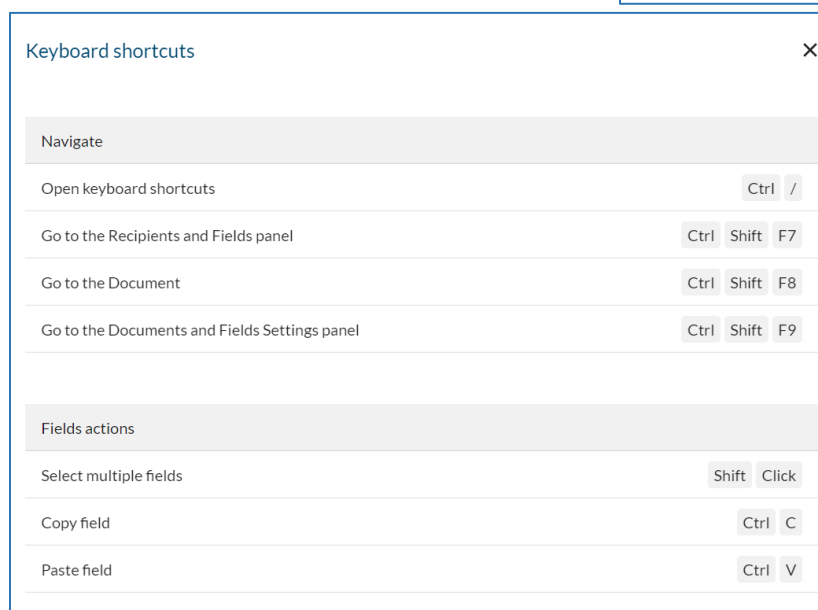 Keyboard shortcuts
Navigate
Open keyboard shortcuts Ctrl /
Go to the Recipients and Fields panel Ctrl Shift F7
Go to the Document Ctrl Shift F8
Go to the Documents and Fields Settings panel Ctrl Shift F9
Fields actions
Select multiple fields Shift Click
Copy field Ctrl C
Paste field Ctrl V